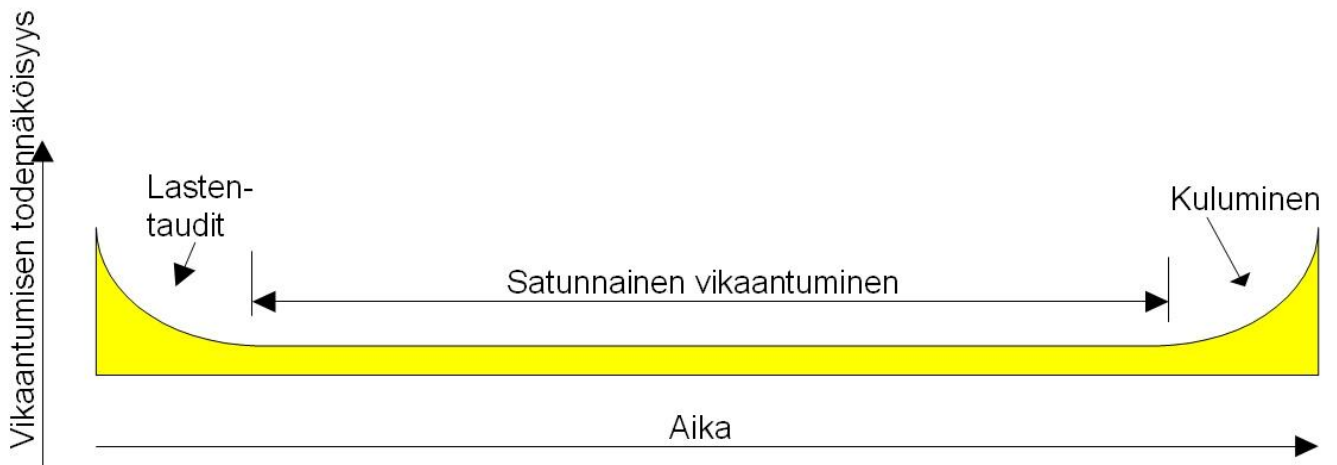 Vikaantumisen todennäköisyys
Lasten-
taudit
Kuluminen
Satunnainen vikaantuminen
Aika